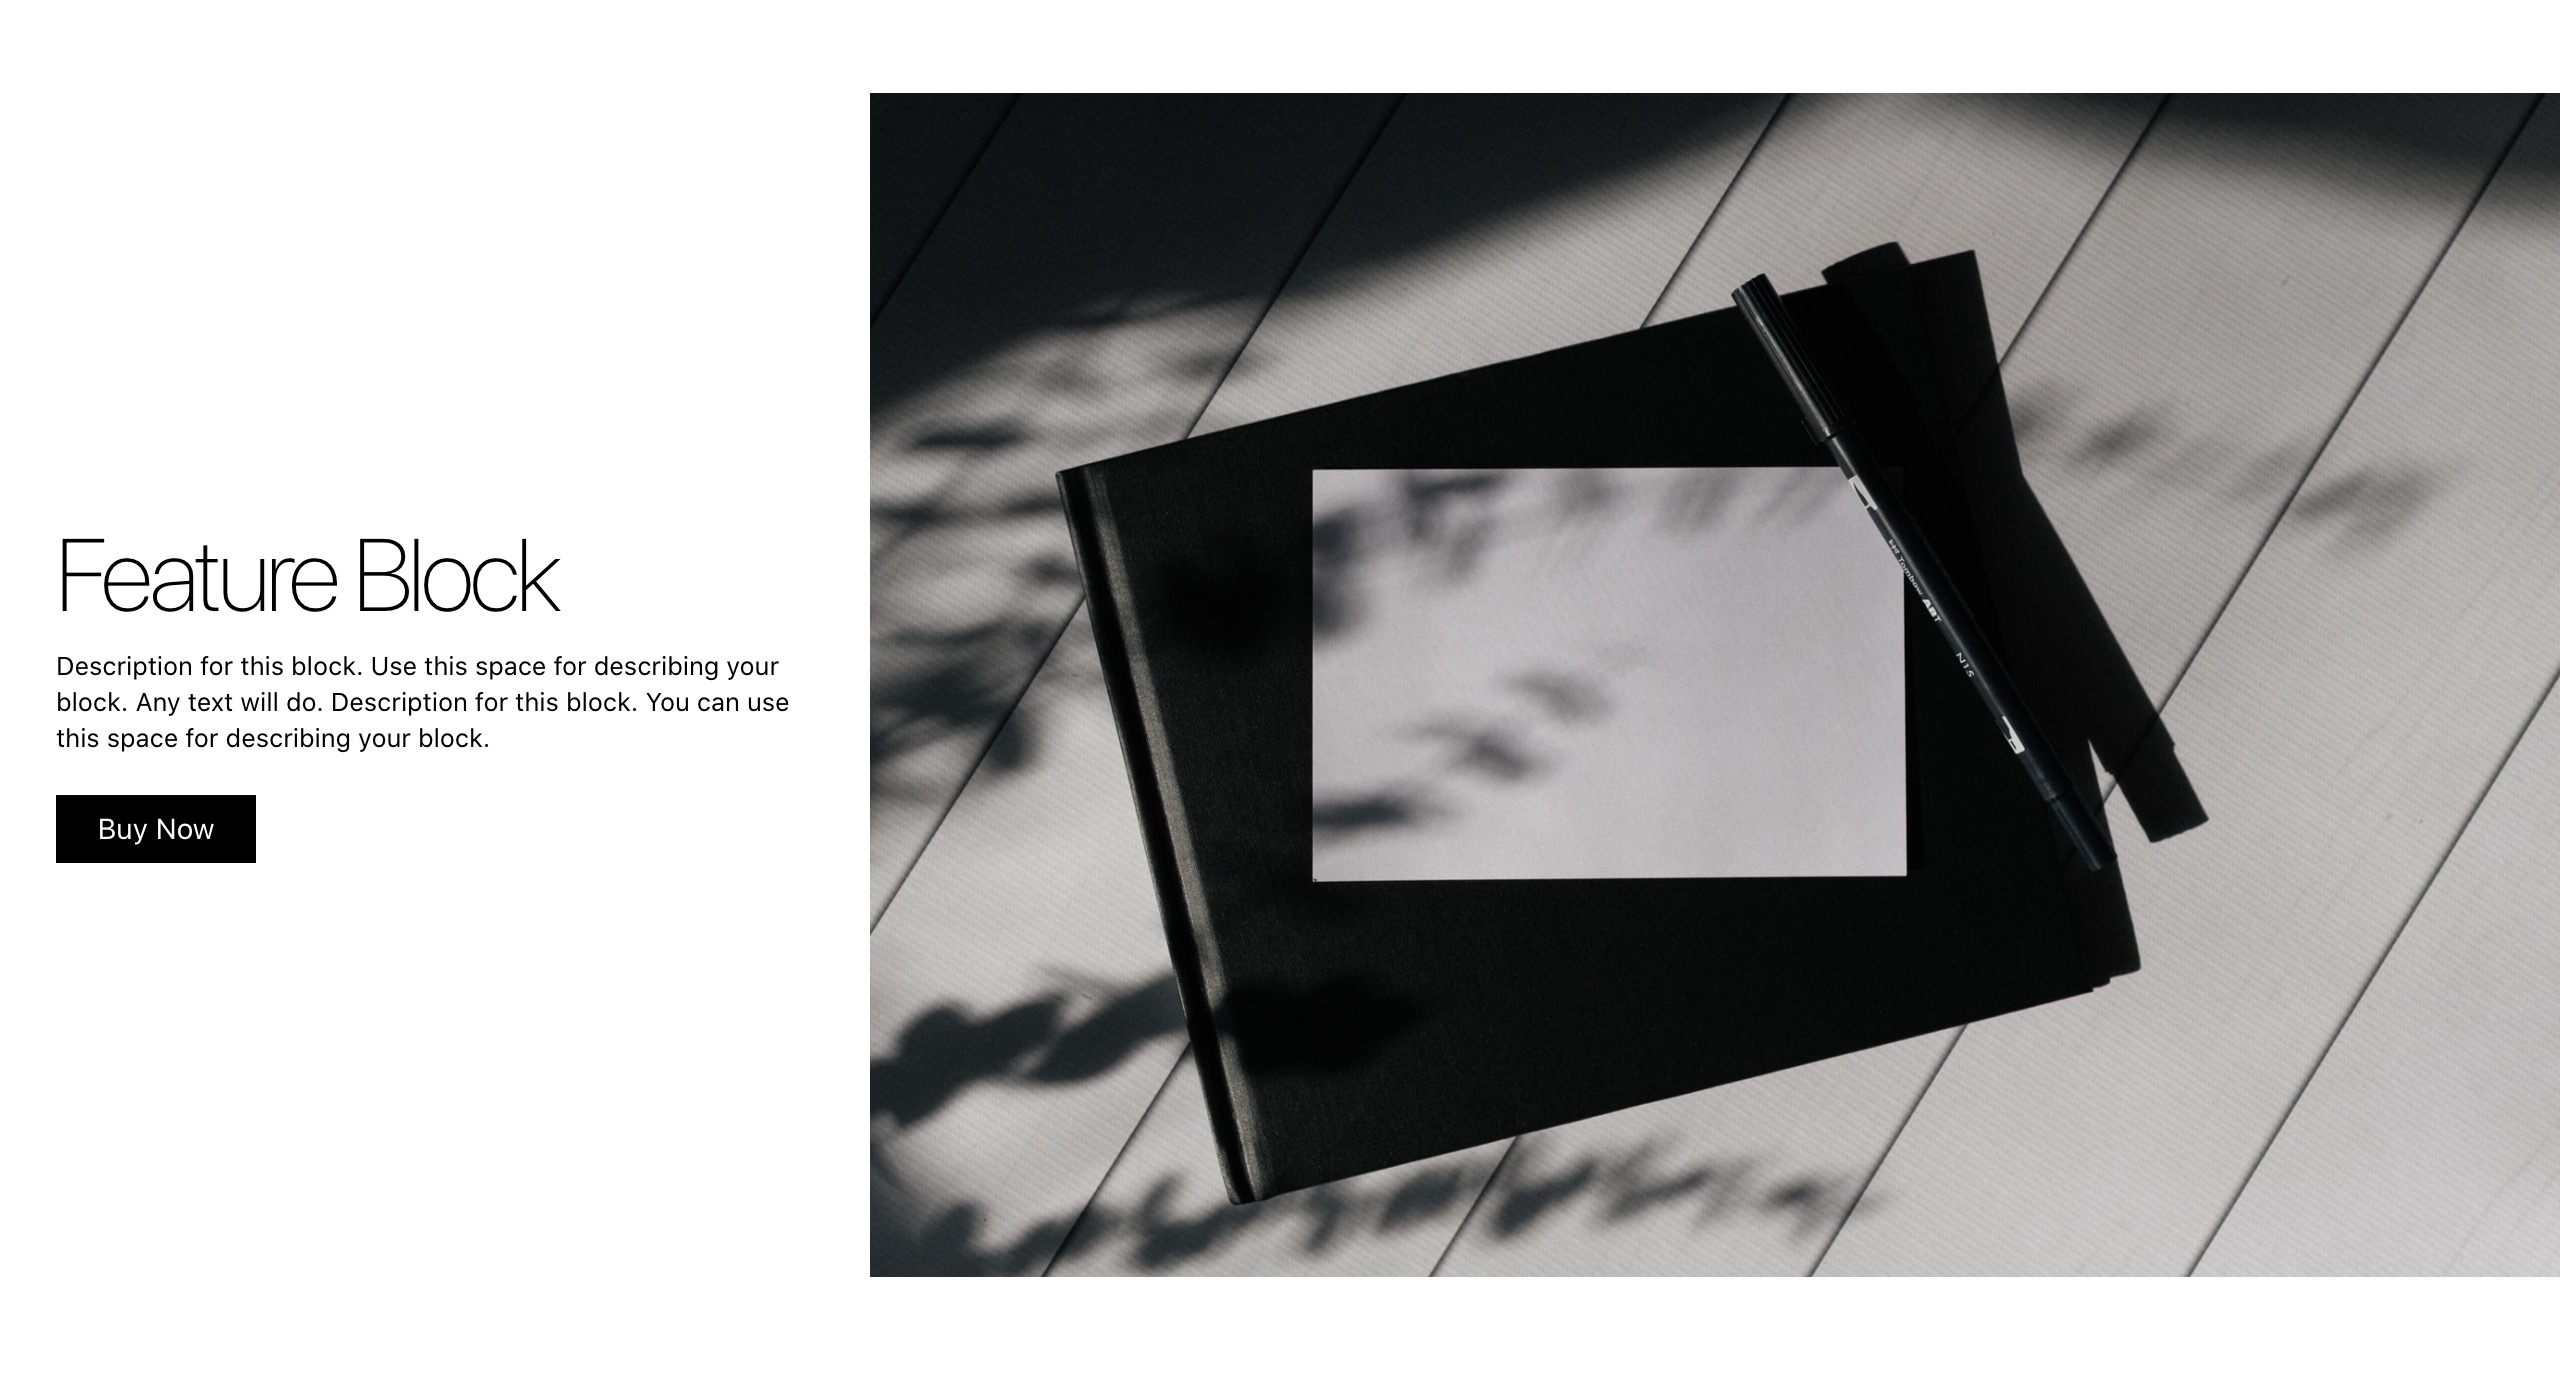 Feature Block
Description for this block. Use this space for describing your
block. Any text will do. Description for this block. You can use
this space for describing your block.
Buy Now
Tombow ABT
N15